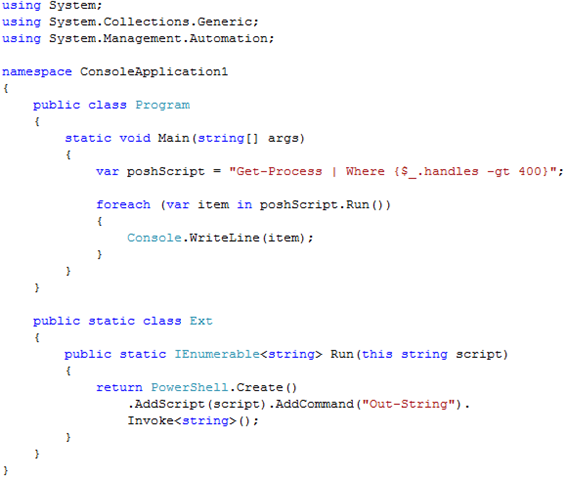 using System;
using System.Collections.Generic;
using System.Management.Automation;

namespace ConsoleApplication1
{
    public class Program
    {
        static void Main(string[] args)
        {
            var poshScript = "Get-Process | Where {$_.handles -gt 400}";

            foreach (var item in poshScript.Run())
            {
                Console.WriteLine(item);
            }
        }
    }

    public static class Ext
    {
        public static IEnumerable<string> Run(this string script)
        {
            return PowerShell.Create()
                .AddScript(script).AddCommand("Out-String").
                Invoke<string>();
        }
    }
}